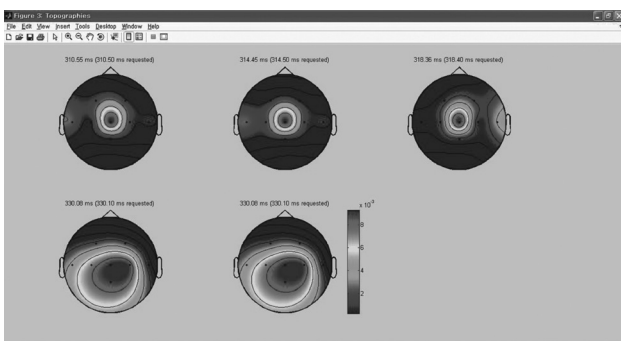 Figure 3: Topographies
File Edit View Insert Tools Desktop Window Help
310.55 ms (310.50 ms requested)
314.45 ms (314.50 ms requested)
318.36 ms (318.40 ms requested)
330.08 ms (330.10 ms requested)
330.08 ms (330.10 ms requested)
x 10⁻³
8
6
4
2